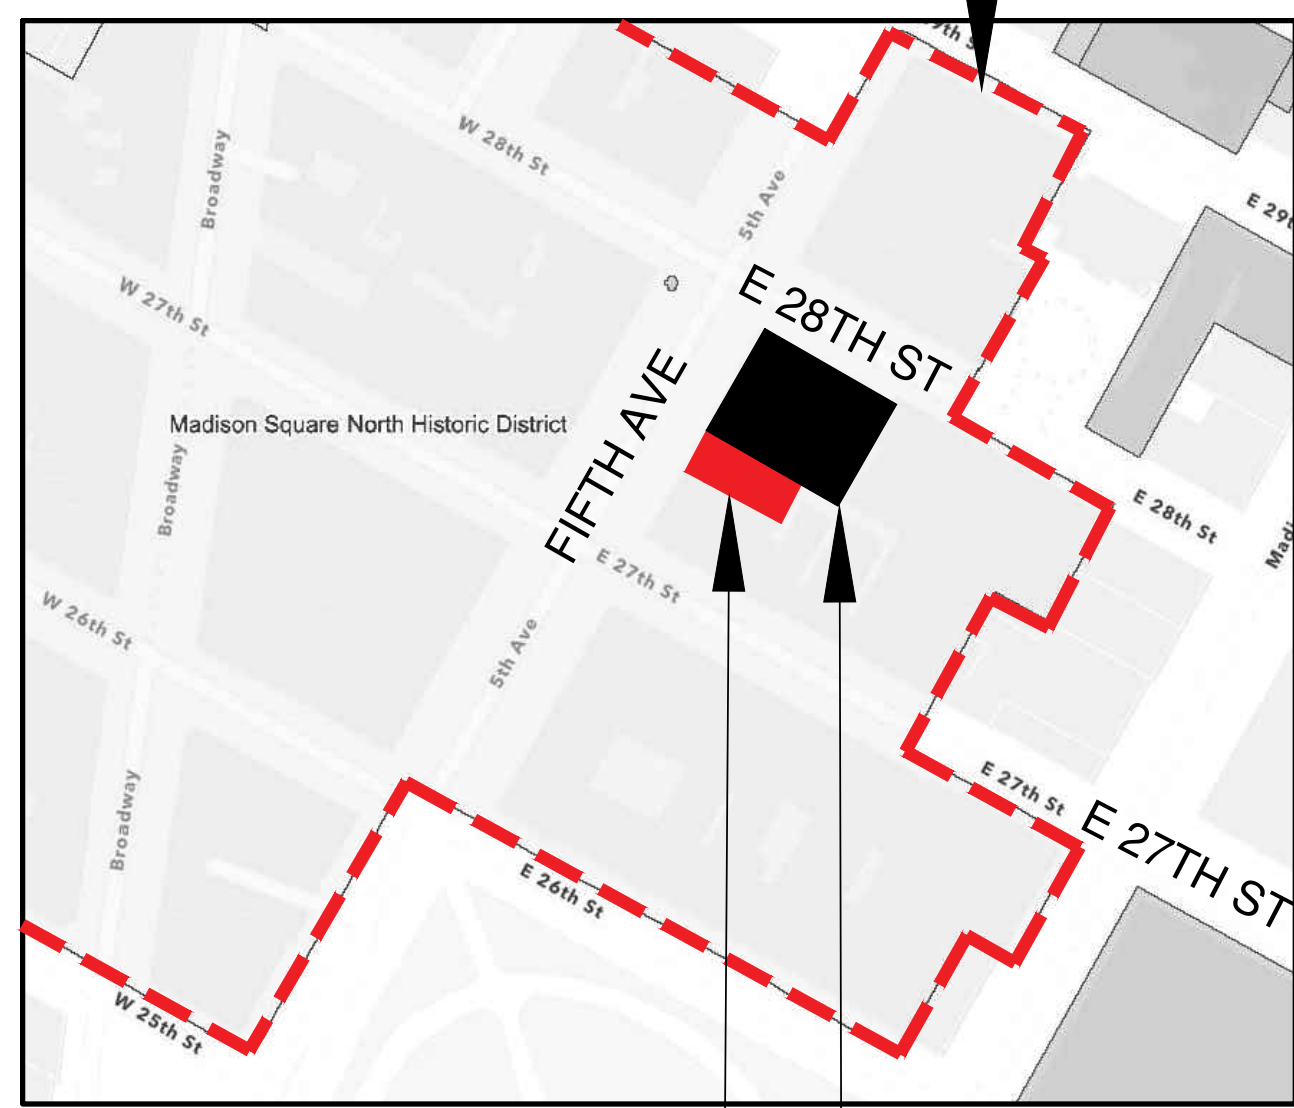 W 28th St
Broadway
5th Ave
E 28TH ST
W 27th St
FIFTH AVE
Madison Square North Historic District
Broadway
E 28th St
E 27th St
W 26th St
5th Ave
E 27th St
E 27TH ST
Broadway
E 26th St
W 25th St